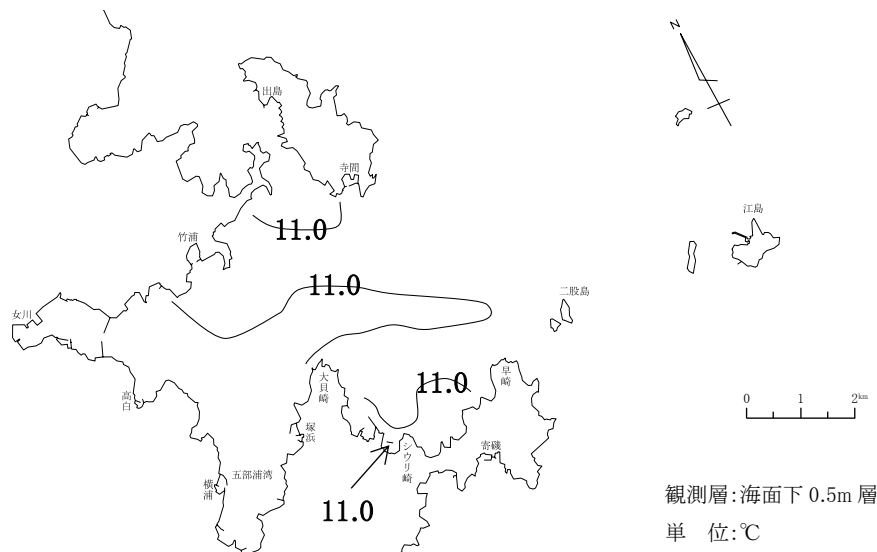 N
出島
寺間
江島
11.0
竹浦
11.0
二股島
女川
11.0
早崎
大貝崎
高白
塚浜
シウリ崎
寄磯
五部浦湾
横浦
11.0
0 1 2km
観測層:海面下 0.5m 層
単 位:℃